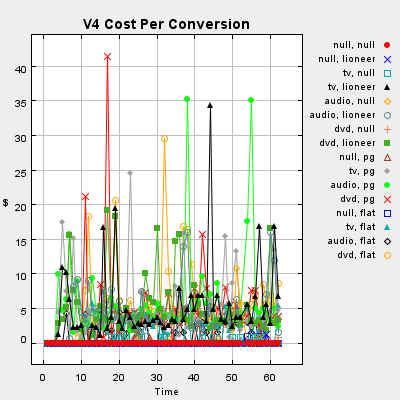 V4 Cost Per Conversion
40
35
30
25
20
15
10
5
0
$
0
10
20
30
40
50
60
Time
null, null
null, lioneer
tv, null
tv, lioneer
audio, null
audio, lioneer
dvd, null
dvd, lioneer
null, pg
tv, pg
audio, pg
dvd, pg
null, flat
tv, flat
audio, flat
dvd, flat